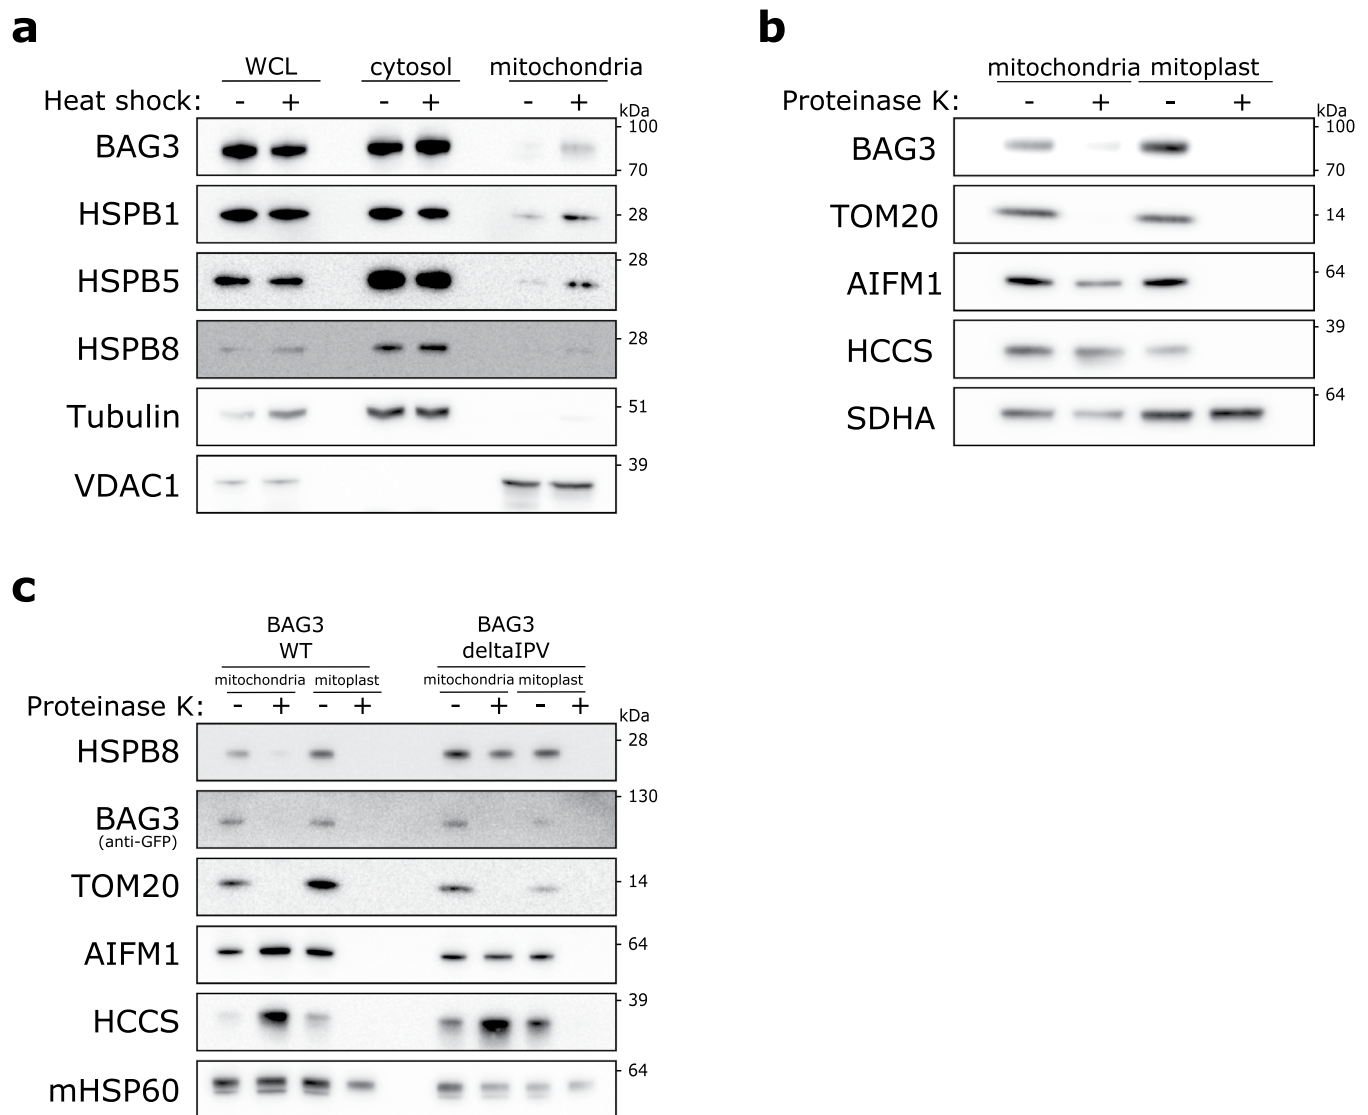 a
WCL cytosol mitochondria
Heat shock: - + - + - +
kDa
BAG3 100
70
HSPB1 28
HSPB5 28
HSPB8 28
Tubulin 51
VDAC1 39
b
mitochondria mitoplast
Proteinase K: - + - +
kDa
BAG3 100
70
TOM20 14
AIFM1 64
HCCS 39
SDHA 64
c
BAG3 BAG3
WT deltaIPV
mitochondria mitoplast mitochondria mitoplast
Proteinase K: - + - + - + - +
kDa
HSPB8 28
BAG3 130
(anti-GFP)
TOM20 14
AIFM1 64
HCCS 39
mHSP60 64